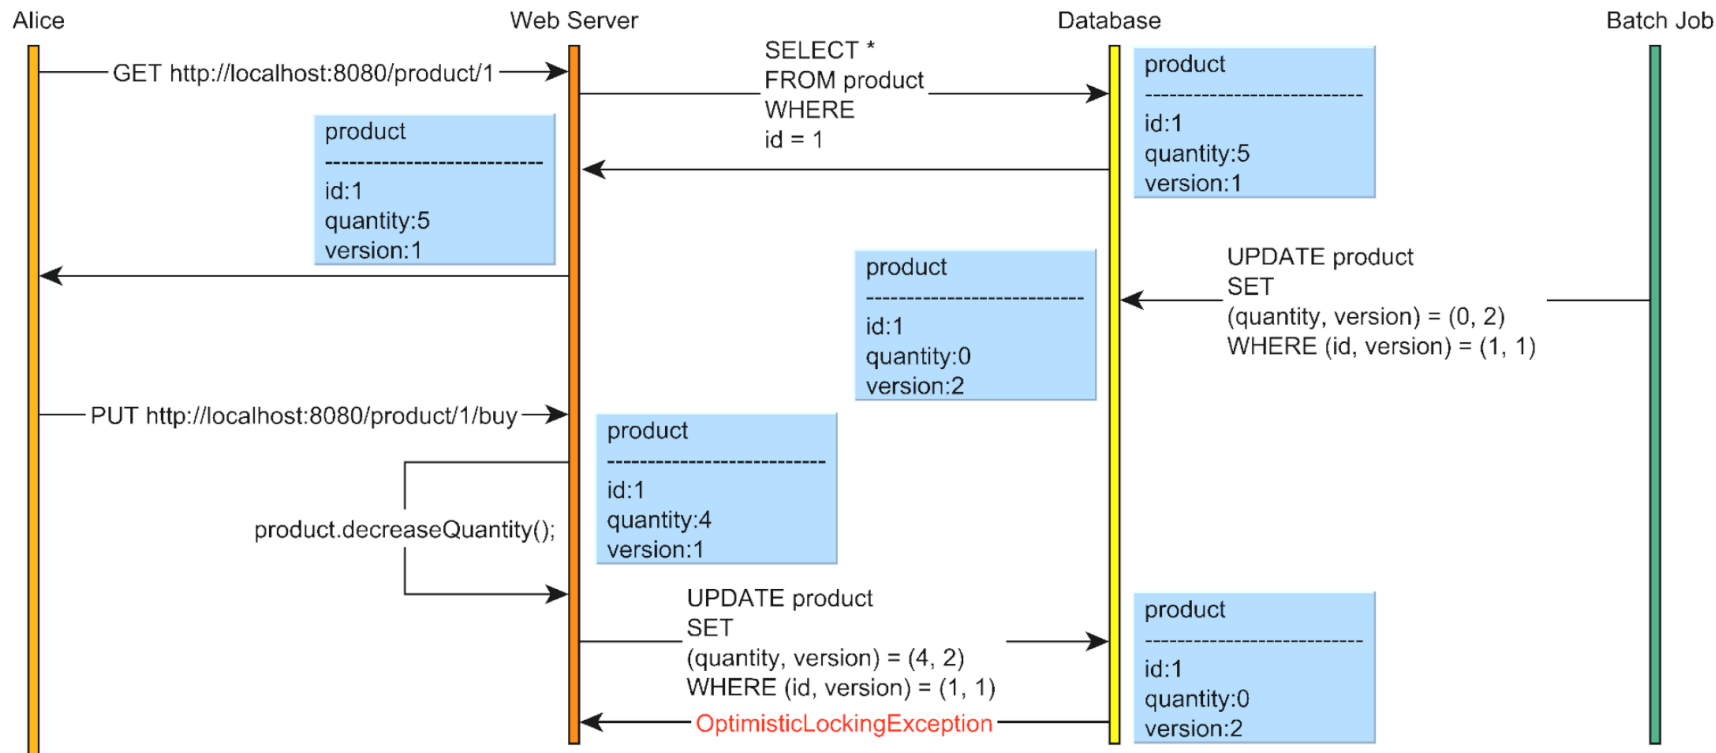 Alice
Web Server
Database
Batch Job
GET http://localhost:8080/product/1
SELECT *
FROM product
WHERE
id = 1
product
---------------------------
id:1
quantity:5
version:1
product
---------------------------
id:1
quantity:5
version:1
UPDATE product
SET
(quantity, version) = (0, 2)
WHERE (id, version) = (1, 1)
product
---------------------------
id:1
quantity:0
version:2
PUT http://localhost:8080/product/1/buy
product
---------------------------
id:1
quantity:4
version:1
product.decreaseQuantity();
UPDATE product
SET
(quantity, version) = (4, 2)
WHERE (id, version) = (1, 1)
product
---------------------------
id:1
quantity:0
version:2
OptimisticLockingException